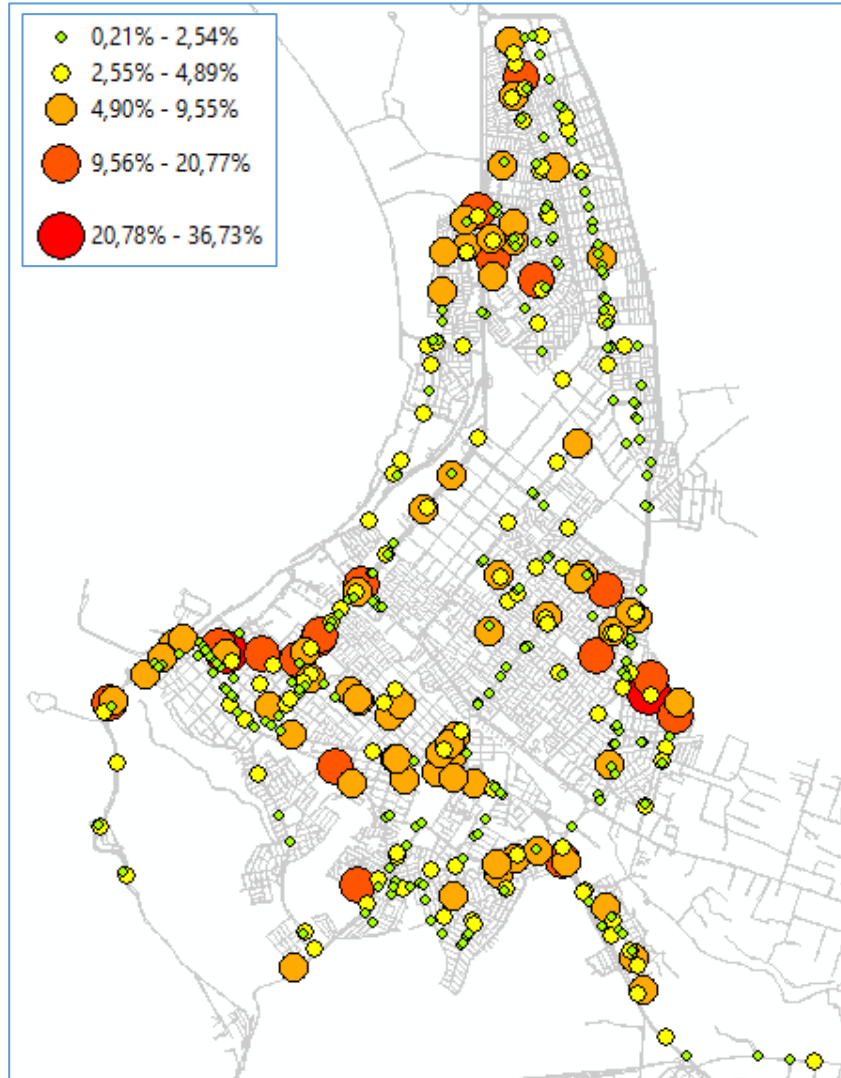 0,21% - 2,54%
2,55% - 4,89%
4,90% - 9,55%
9,56% - 20,77%
20,78% - 36,73%